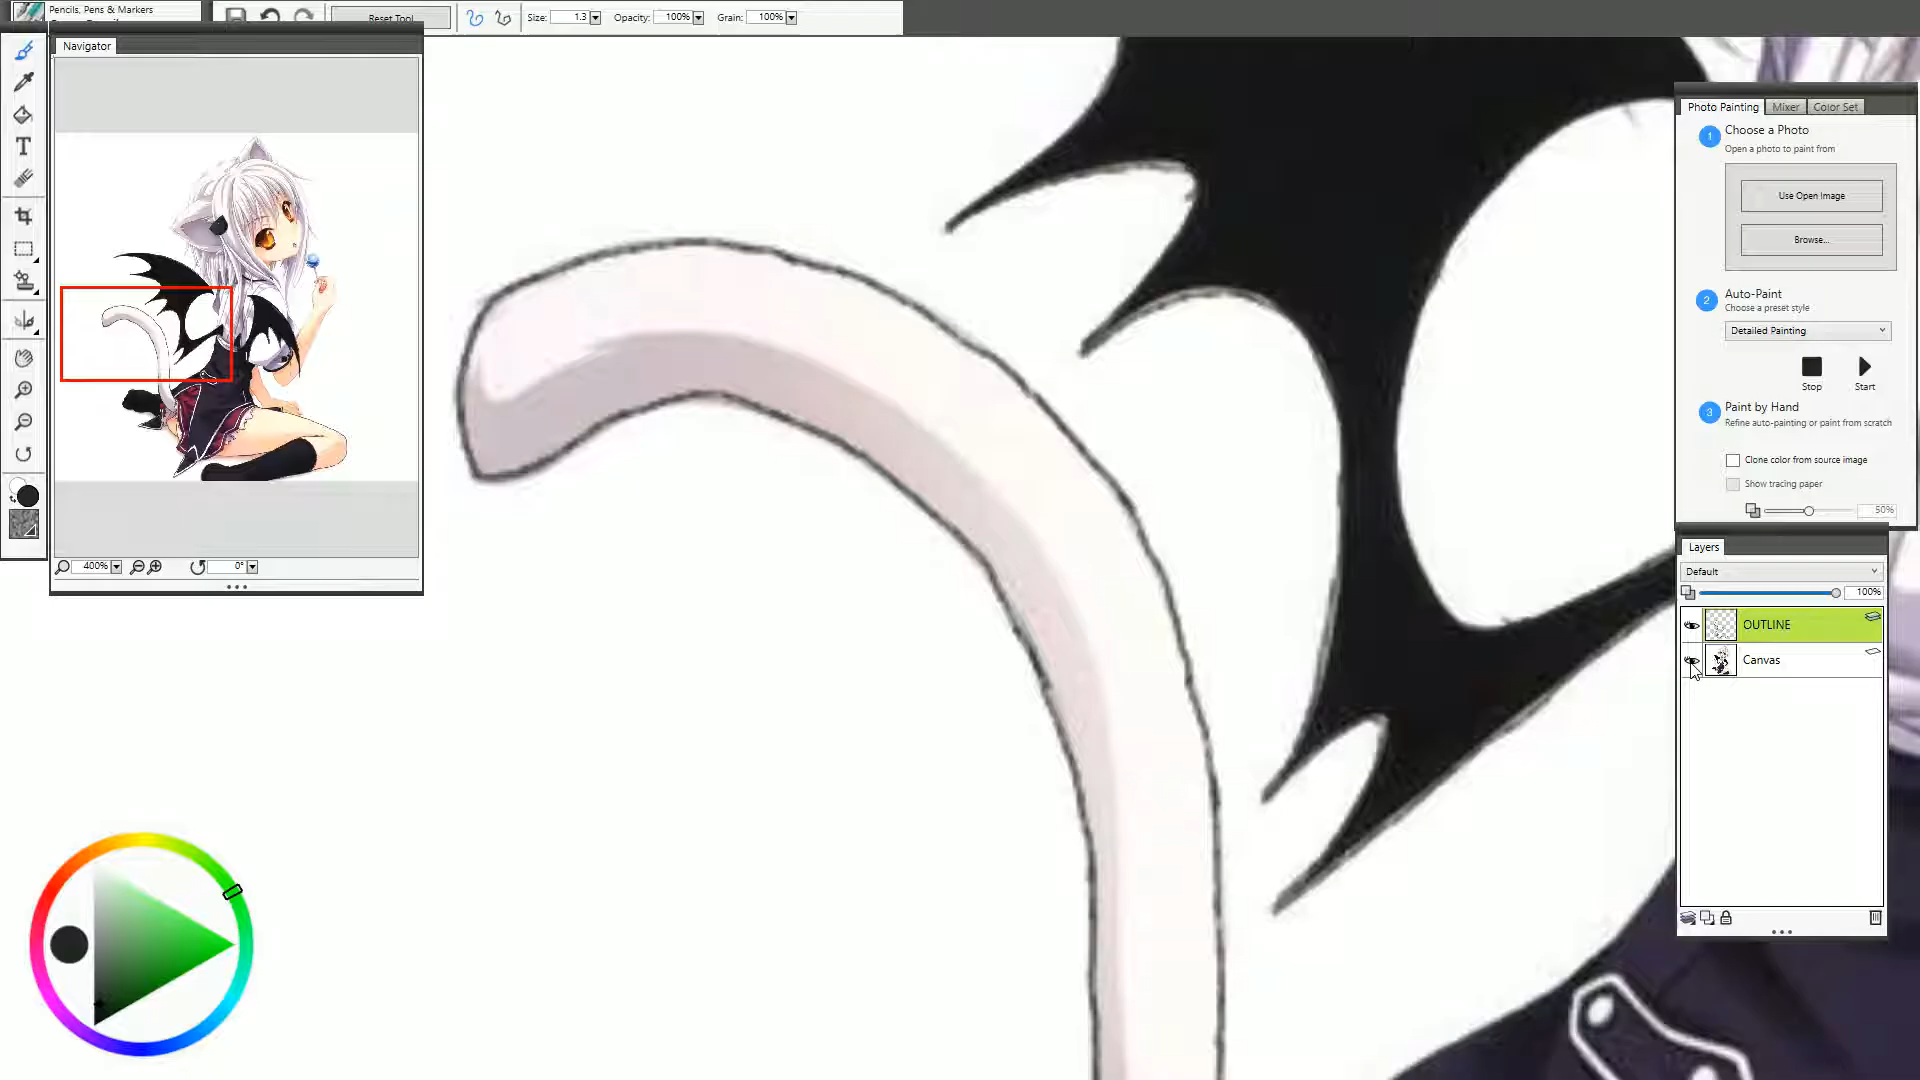 Pencils, Pens & Markers
Reset Tool
Size: 1.3
Opacity: 100%
Grain: 100%
Navigator
400%
0°
Photo Painting
Mixer
Color Set
1
Choose a Photo
Open a photo to paint from
Use Open Image
Browse...
2
Auto-Paint
Choose a preset style
Detailed Painting
Stop
Start
3
Paint by Hand
Refine auto-painting or paint from scratch
Clone color from source image
Show tracing paper
50%
Layers
Default
100%
OUTLINE
Canvas